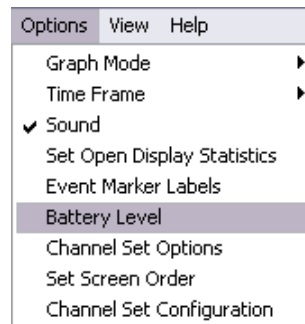 Options View Help
Graph Mode
Time Frame
Sound
Set Open Display Statistics
Event Marker Labels
Battery Level
Channel Set Options
Set Screen Order
Channel Set Configuration